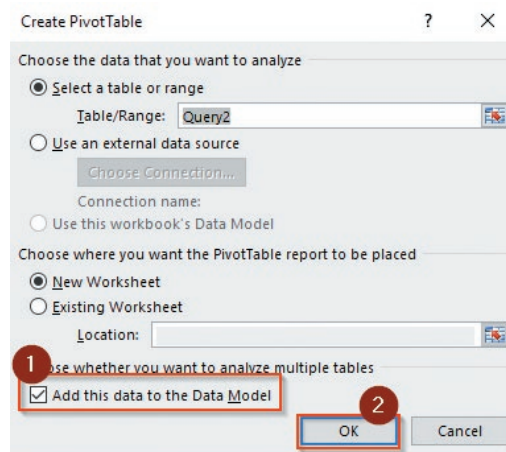 Create PivotTable ? ×
Choose the data that you want to analyze
Select a table or range
Table/Range: Query2
Use an external data source
Choose Connection...
Connection name:
Use this workbook's Data Model
Choose where you want the PivotTable report to be placed
New Worksheet
Existing Worksheet
Location:
1 ose whether you want to analyze multiple tables
Add this data to the Data Model
2
OK Cancel